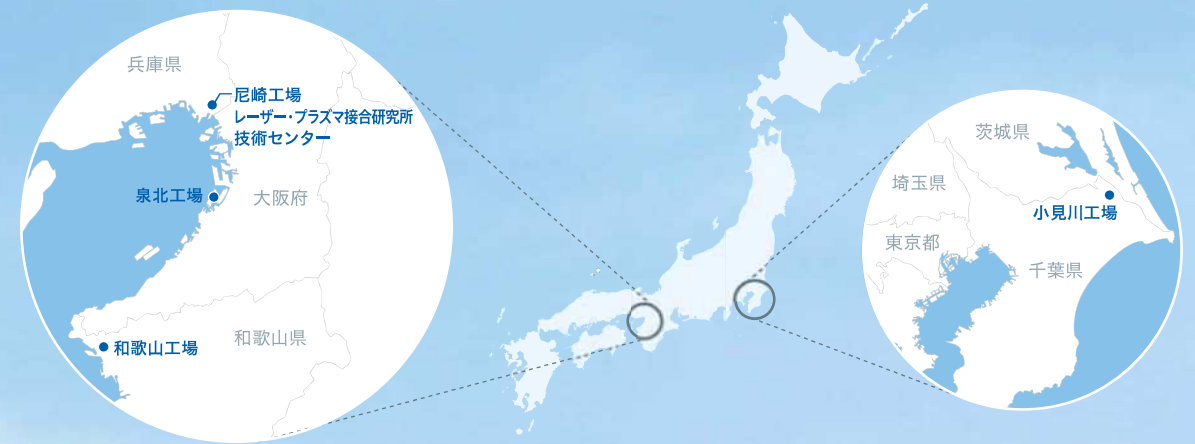 兵庫県
尼崎工場
レーザー・プラズマ接合研究所
技術センター
泉北工場
大阪府
和歌山工場
和歌山県
茨城県
埼玉県
小見川工場
東京都
千葉県